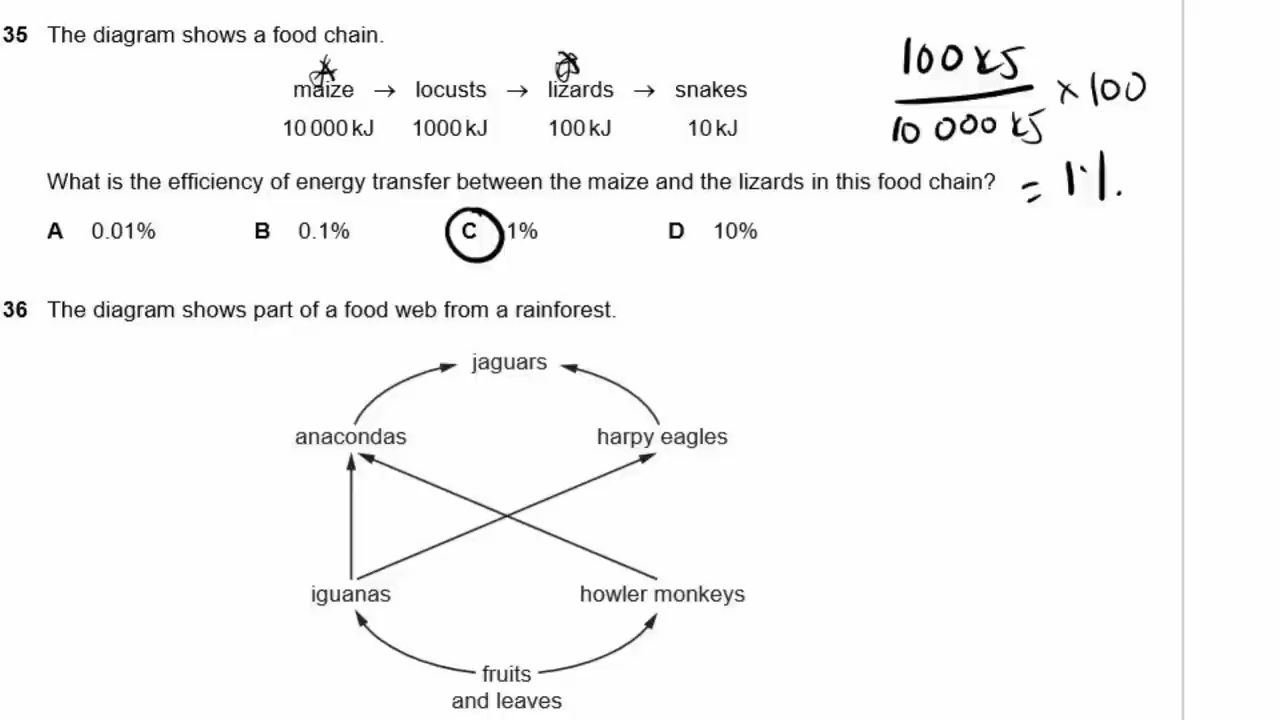 35 The diagram shows a food chain.
maize → locusts → lizards → snakes
10 000 kJ 1000 kJ 100 kJ 10 kJ
What is the efficiency of energy transfer between the maize and the lizards in this food chain?
A 0.01% B 0.1% C 1% D 10%
100 kJ
10 000 kJ
× 100
= 1%.
36 The diagram shows part of a food web from a rainforest.
jaguars
anacondas harpy eagles
iguanas howler monkeys
fruits
and leaves